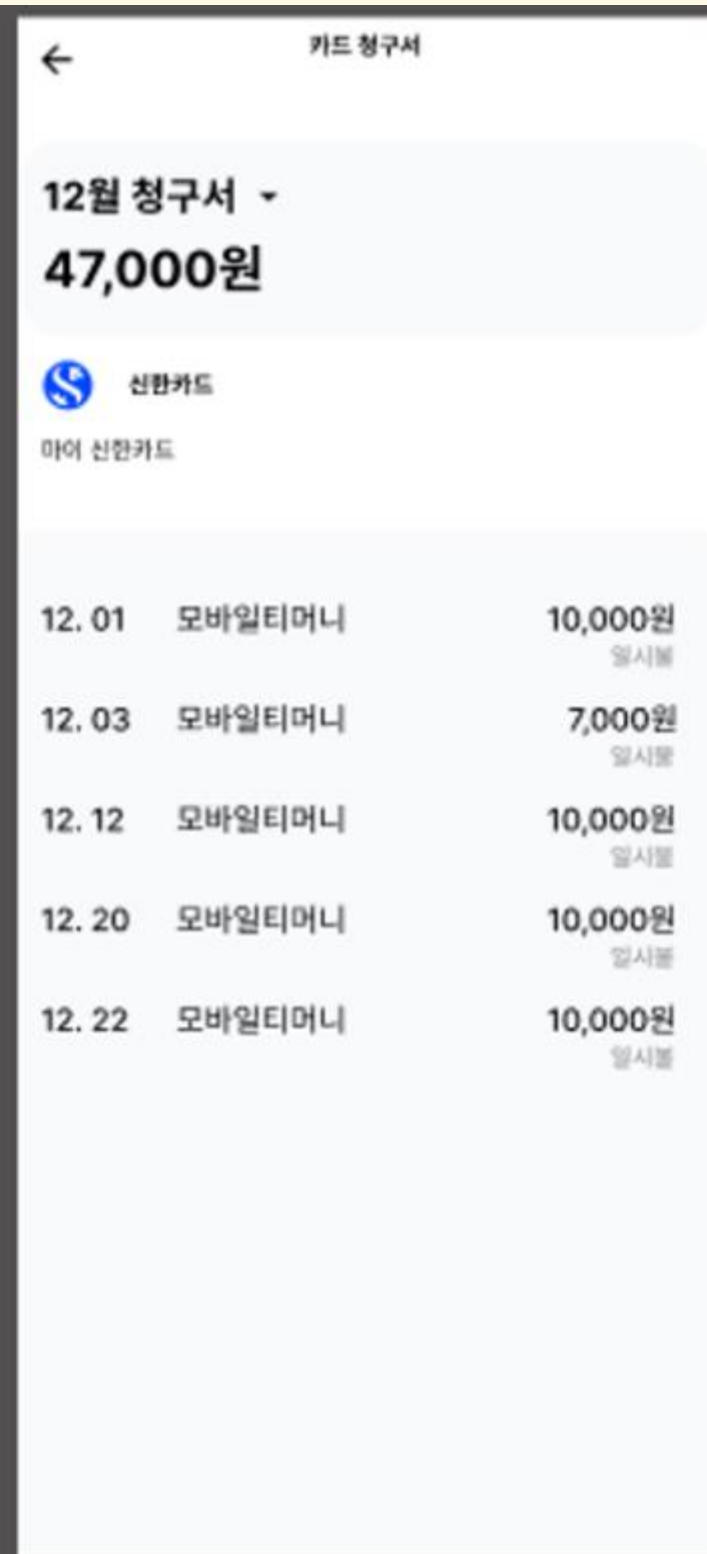 카드 청구서
12월 청구서
47,000원
신한카드
마이 신한카드
12. 01 모바일티머니 10,000원
일시불
12. 03 모바일티머니 7,000원
일시불
12. 12 모바일티머니 10,000원
일시불
12. 20 모바일티머니 10,000원
일시불
12. 22 모바일티머니 10,000원
일시불